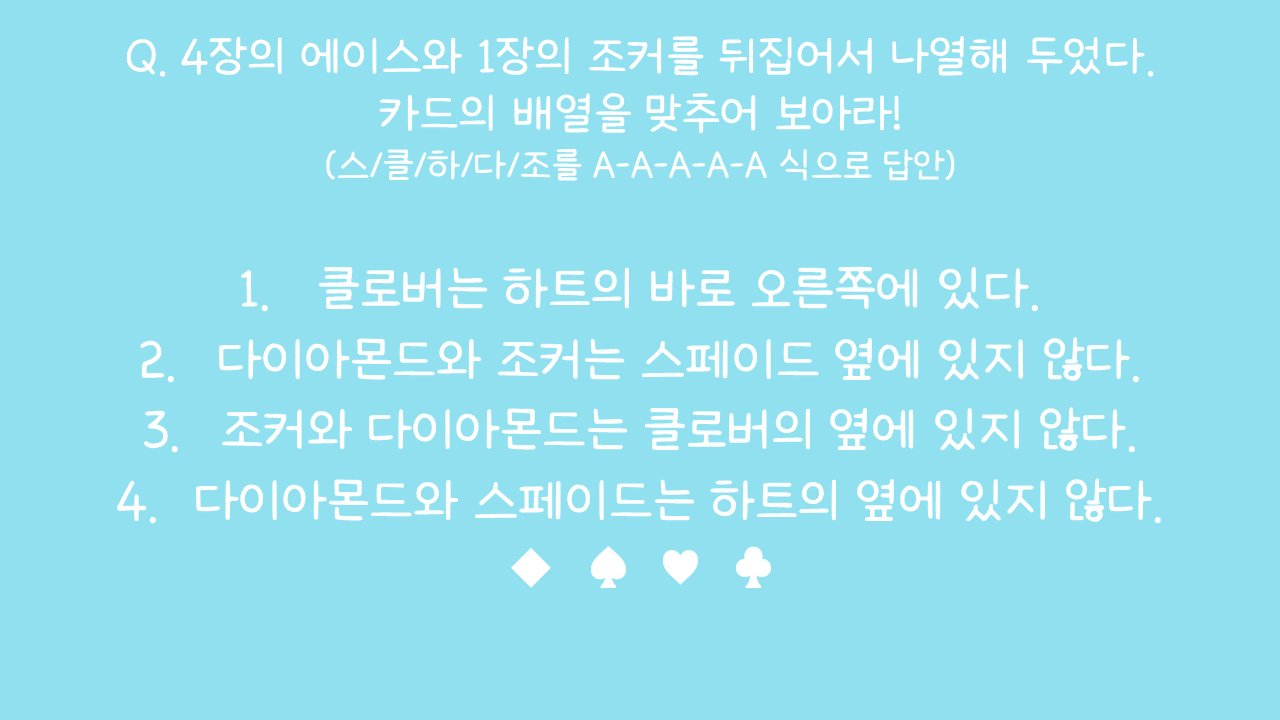 Q. 4장의 에이스와 1장의 조커를 뒤집어서 나열해 두었다.
카드의 배열을 맞추어 보아라!
(스/클/하/다/조를 A-A-A-A-A 식으로 답안)
1. 클로버는 하트의 바로 오른쪽에 있다.
2. 다이아몬드와 조커는 스페이드 옆에 있지 않다.
3. 조커와 다이아몬드는 클로버의 옆에 있지 않다.
4. 다이아몬드와 스페이드는 하트의 옆에 있지 않다.
♦ ♠ ♥ ♣